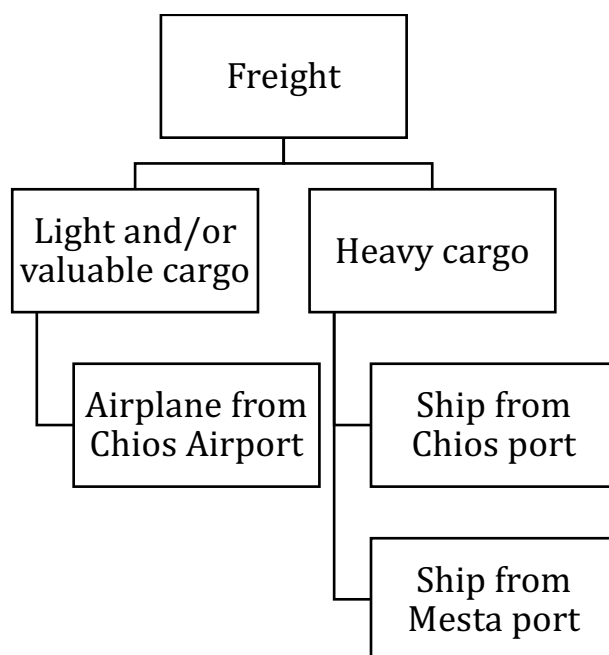 Freight
Light and/or
valuable cargo
Heavy cargo
Airplane from
Chios Airport
Ship from
Chios port
Ship from
Mesta port